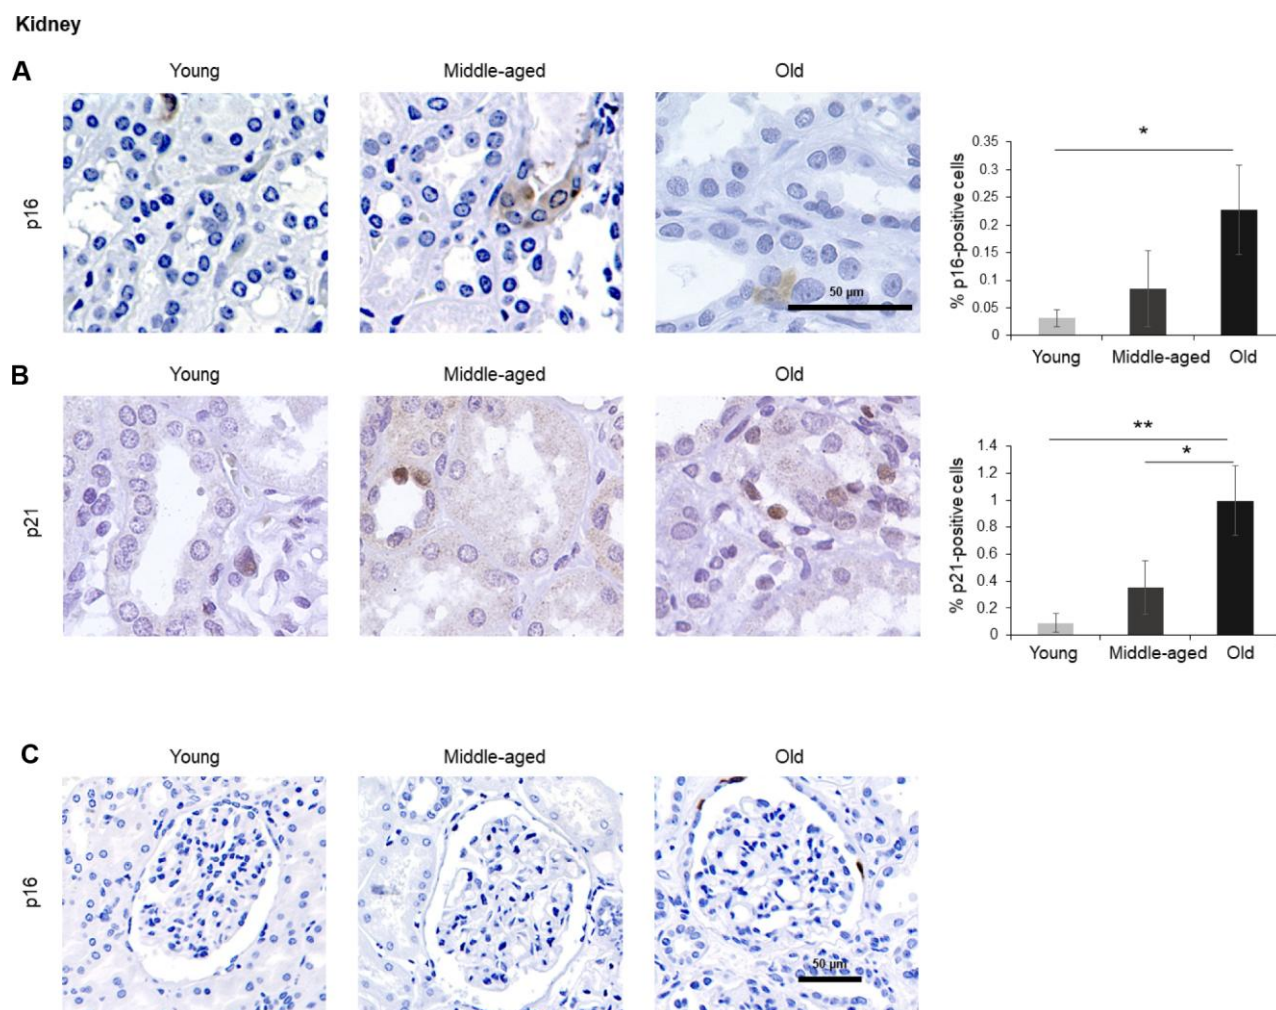 Kidney
A
Young
Middle-aged
Old
p16
50 µm
% p16-positive cells
0.35
0.3
0.25
0.2
0.15
0.1
0.05
0
*
Young
Middle-aged
Old
B
Young
Middle-aged
Old
p21
% p21-positive cells
1.4
1.2
1
0.8
0.6
0.4
0.2
0
**
*
Young
Middle-aged
Old
C
Young
Middle-aged
Old
p16
50 µm